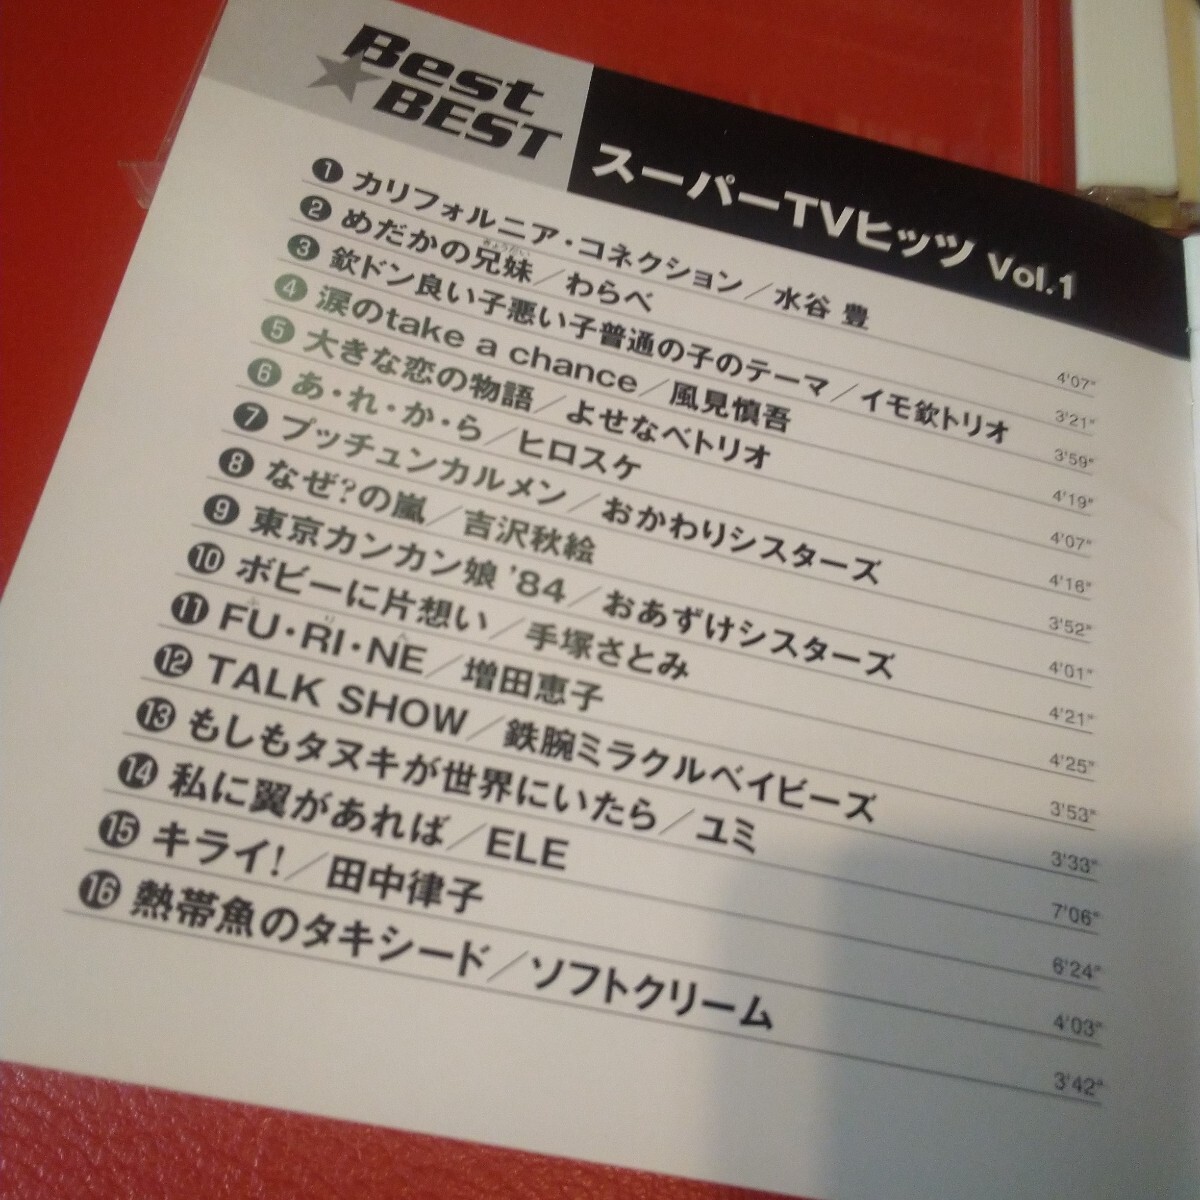 Best
BEST
スーパーTVヒッツ Vol.1
❶ カリフォルニア・コネクション／水谷 豊 4'07"
❷ めだかの兄妹／わらべ 3'21"
きょうだい
❸ 欽ドン良い子悪い子普通の子のテーマ／イモ欽トリオ 3'59"
❹ 涙のtake a chance／風見慎吾 4'19"
❺ 大きな恋の物語／よせなべトリオ 4'07"
❻ あ・れ・か・ら／ヒロスケ 4'16"
❼ プッチュンカルメン／おかわりシスターズ 3'52"
❽ なぜ?の嵐／吉沢秋絵 4'01"
❾ 東京カンカン娘 '84／おあずけシスターズ 4'21"
❿ ボビーに片想い／手塚さとみ 4'25"
⓫ FU・RI・NE／増田恵子 3'53"
⓬ TALK SHOW／鉄腕ミラクルベイビーズ 3'33"
⓭ もしもタヌキが世界にいたら／ユミ 7'06"
⓮ 私に翼があれば／ELE 6'24"
⓯ キライ!／田中律子 4'03"
⓰ 熱帯魚のタキシード／ソフトクリーム 3'42"